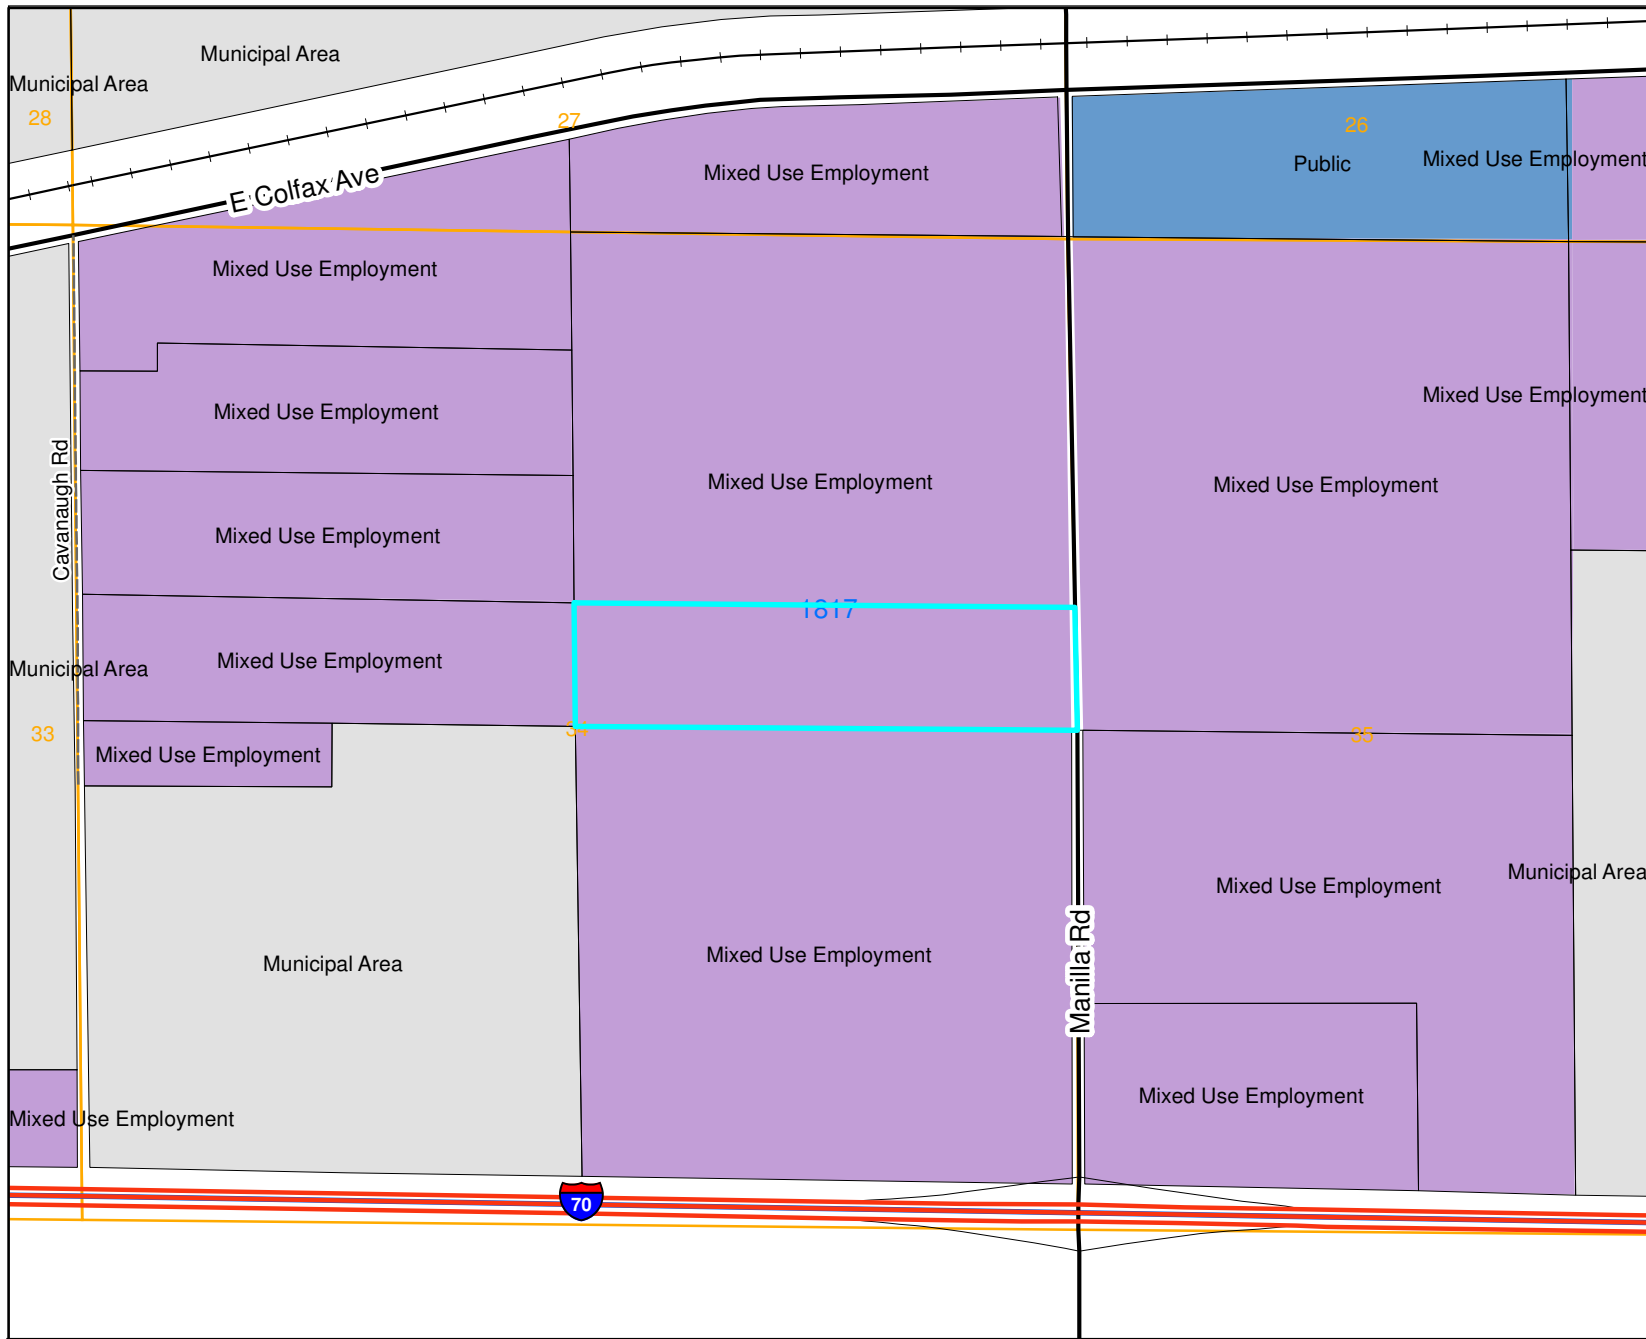 Municipal Area
Municipal Area
28
27
26
Mixed Use Employment
Public
Mixed Use Employment
E Colfax Ave
Mixed Use Employment
Mixed Use Employment
Mixed Use Employment
Mixed Use Employment
Mixed Use Employment
Cavanaugh Rd
Mixed Use Employment
1817
Mixed Use Employment
Municipal Area
33
34
35
Mixed Use Employment
Municipal Area
Mixed Use Employment
Mixed Use Employment
Municipal Area
Manilla Rd
Mixed Use Employment
Mixed Use Employment
70